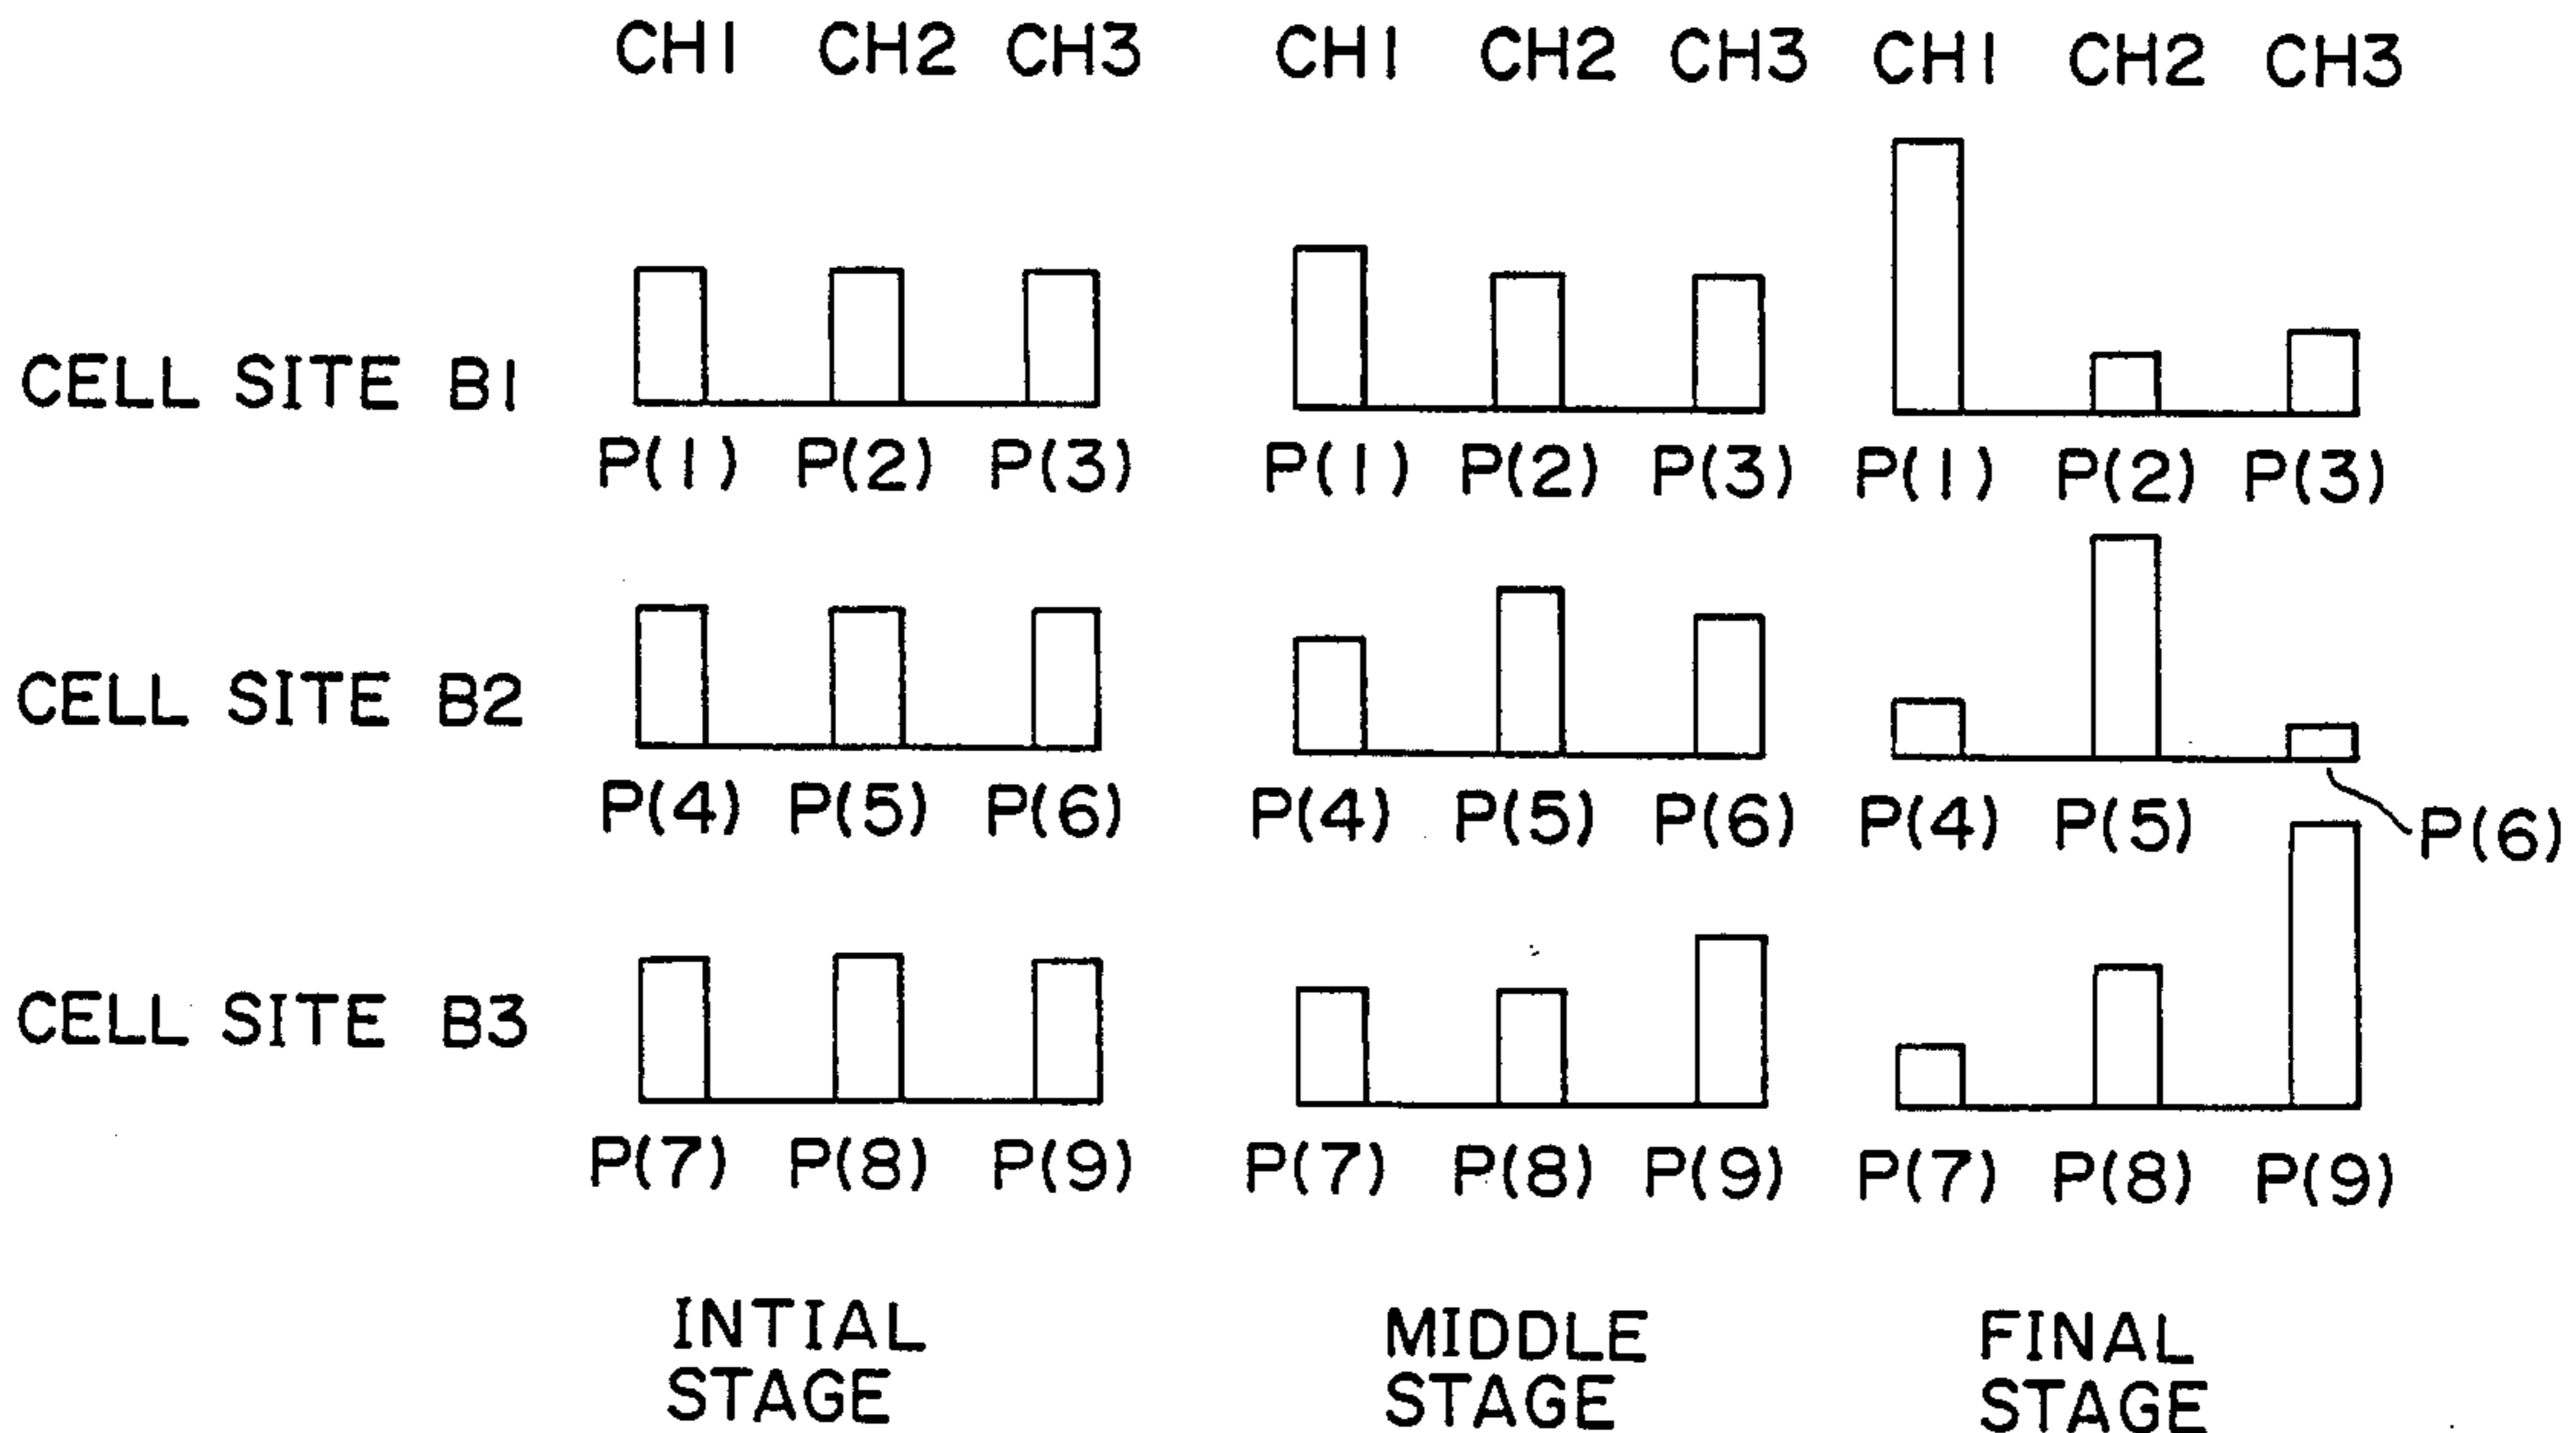 CH1 CH2 CH3 CH1 CH2 CH3 CH1 CH2 CH3
CELL SITE B1
P(1) P(2) P(3) P(1) P(2) P(3) P(1) P(2) P(3)
CELL SITE B2
P(4) P(5) P(6) P(4) P(5) P(6) P(4) P(5) P(6)
CELL SITE B3
P(7) P(8) P(9) P(7) P(8) P(9) P(7) P(8) P(9)
INTIAL
STAGE
MIDDLE
STAGE
FINAL
STAGE